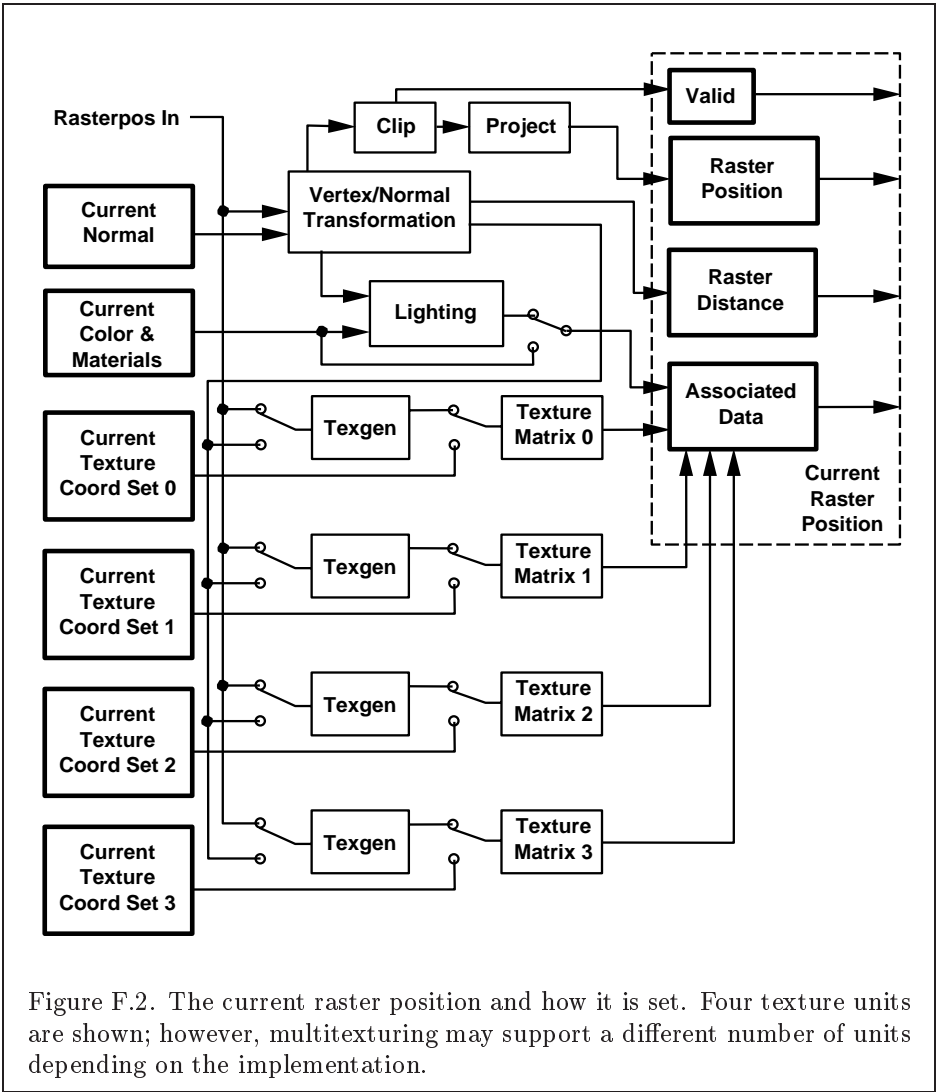 Rasterpos In
Clip
Project
Valid
Raster
Position
Vertex/Normal
Transformation
Current
Normal
Raster
Distance
Current
Color &
Materials
Lighting
Associated
Data
Current
Texture
Coord Set 0
Texgen
Texture
Matrix 0
Current
Raster
Position
Current
Texture
Coord Set 1
Texgen
Texture
Matrix 1
Current
Texture
Coord Set 2
Texgen
Texture
Matrix 2
Current
Texture
Coord Set 3
Texgen
Texture
Matrix 3
Figure F.2. The current raster position and how it is set. Four texture units
are shown; however, multitexturing may support a different number of units
depending on the implementation.